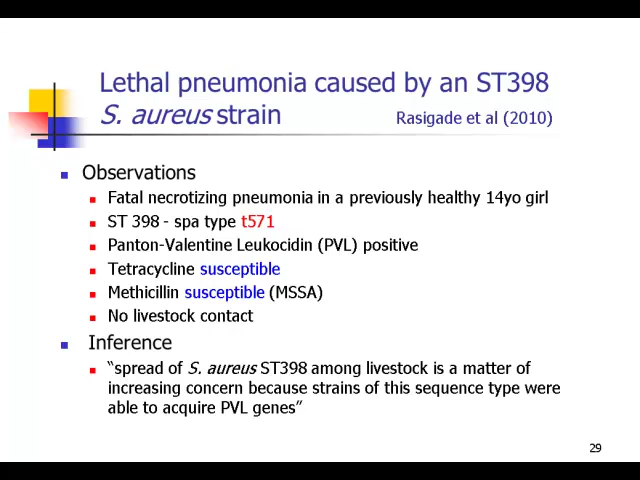 Lethal pneumonia caused by an ST398
S. aureus strain Rasigade et al (2010)
Observations
Fatal necrotizing pneumonia in a previously healthy 14yo girl
ST 398 - spa type t571
Panton-Valentine Leukocidin (PVL) positive
Tetracycline susceptible
Methicillin susceptible (MSSA)
No livestock contact
Inference
“spread of S. aureus ST398 among livestock is a matter of
increasing concern because strains of this sequence type were
able to acquire PVL genes”
29